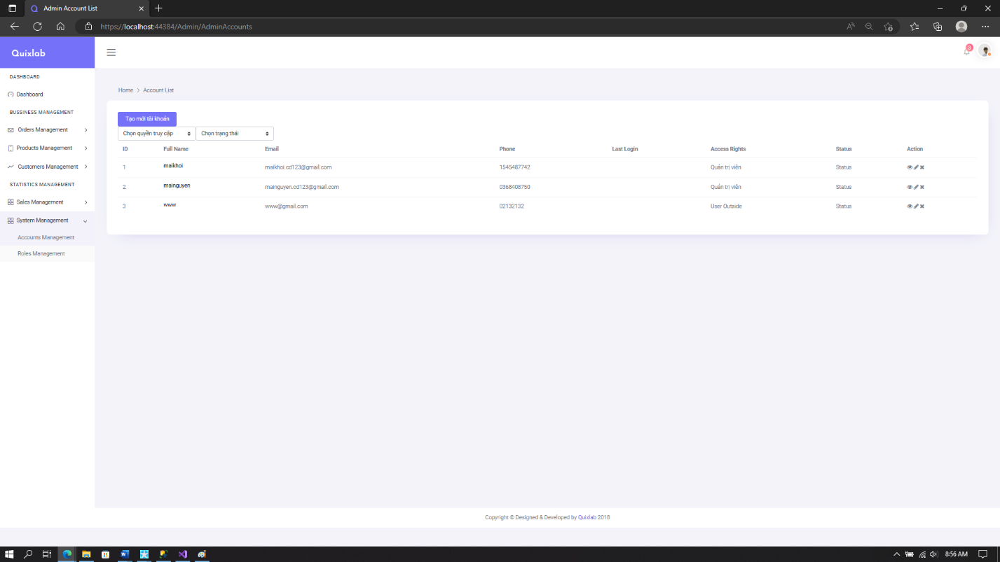 Admin Account List
https://localhost:44384/Admin/AdminAccounts
Quixlab
3
DASHBOARD
Dashboard
BUSSINESS MANAGEMENT
Orders Management
Products Management
Customers Management
STATISTICS MANAGEMENT
Sales Management
System Management
Accounts Management
Roles Management
Home > Account List
Tạo mới tài khoản
Chọn quyền truy cập Chọn trạng thái
ID Full Name Email Phone Last Login Access Rights Status Action
1 maikhoi maikhoi.cd123@gmail.com 1545487742 Quản trị viên Status
2 mainguyen mainguyen.cd123@gmail.com 0368408750 Quản trị viên Status
3 www www@gmail.com 02132132 User Outside Status
Copyright © Designed & Developed by Quixlab 2018
8:56 AM